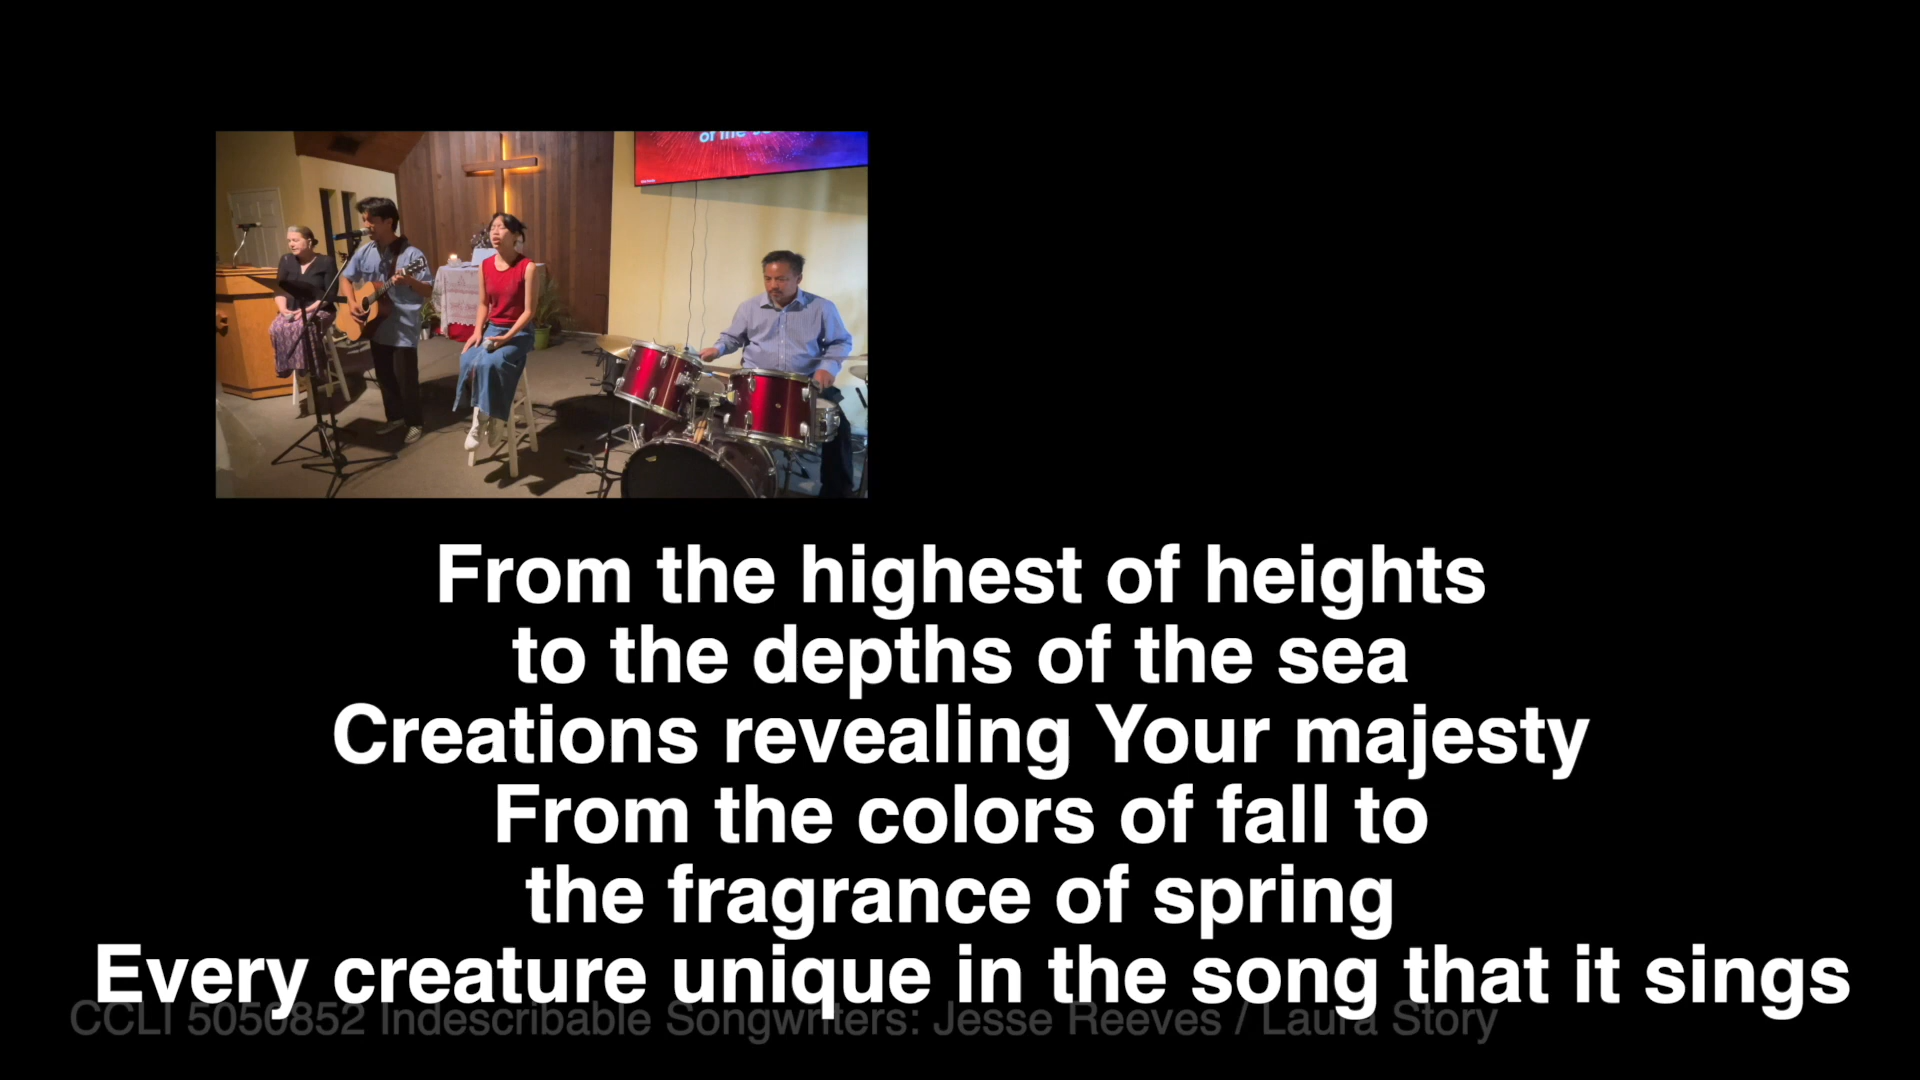 of the
From the highest of heights
to the depths of the sea
Creations revealing Your majesty
From the colors of fall to
the fragrance of spring
Every creature unique in the song that it sings
CCLI 5050852 Indescribable Songwriters: Jesse Reeves / Laura Story